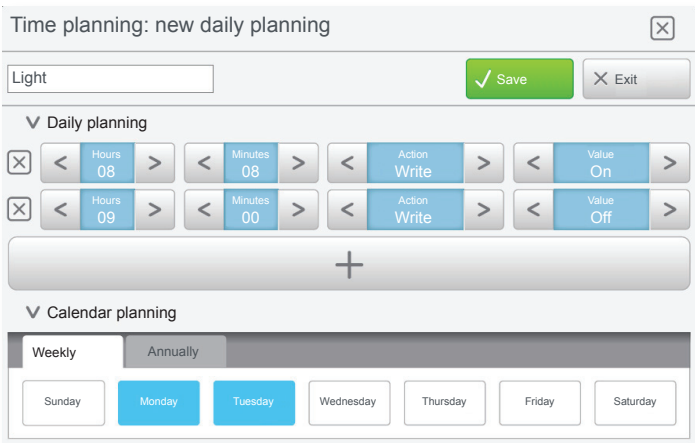 Time planning: new daily planning
Light
Save
Exit
Daily planning
Hours
08
Minutes
08
Action
Write
Value
On
Hours
09
Minutes
00
Action
Write
Value
Off
Calendar planning
Weekly
Annually
Sunday
Monday
Tuesday
Wednesday
Thursday
Friday
Saturday